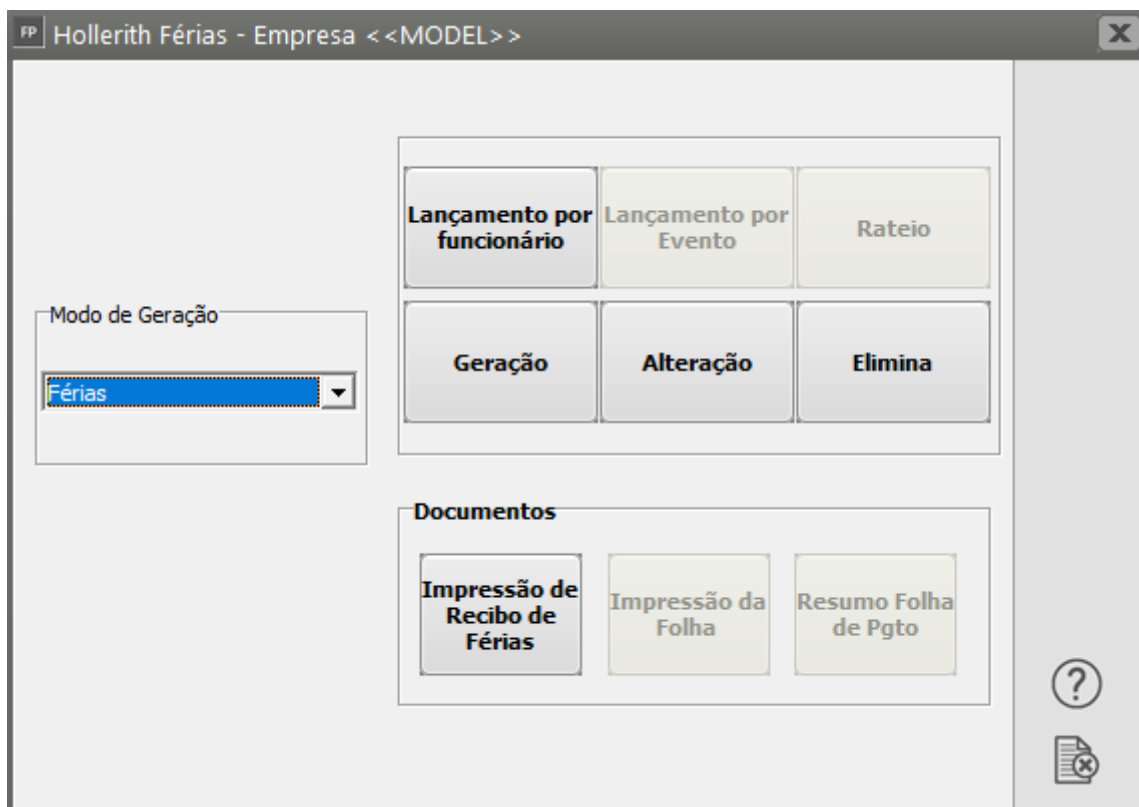 FP Hollerith Férias - Empresa <<MODEL>>
Lançamento por
funcionário
Lançamento por
Evento
Rateio
Modo de Geração
Férias
Geração
Alteração
Elimina
Documentos
Impressão de
Recibo de
Férias
Impressão da
Folha
Resumo Folha
de Pgto
?